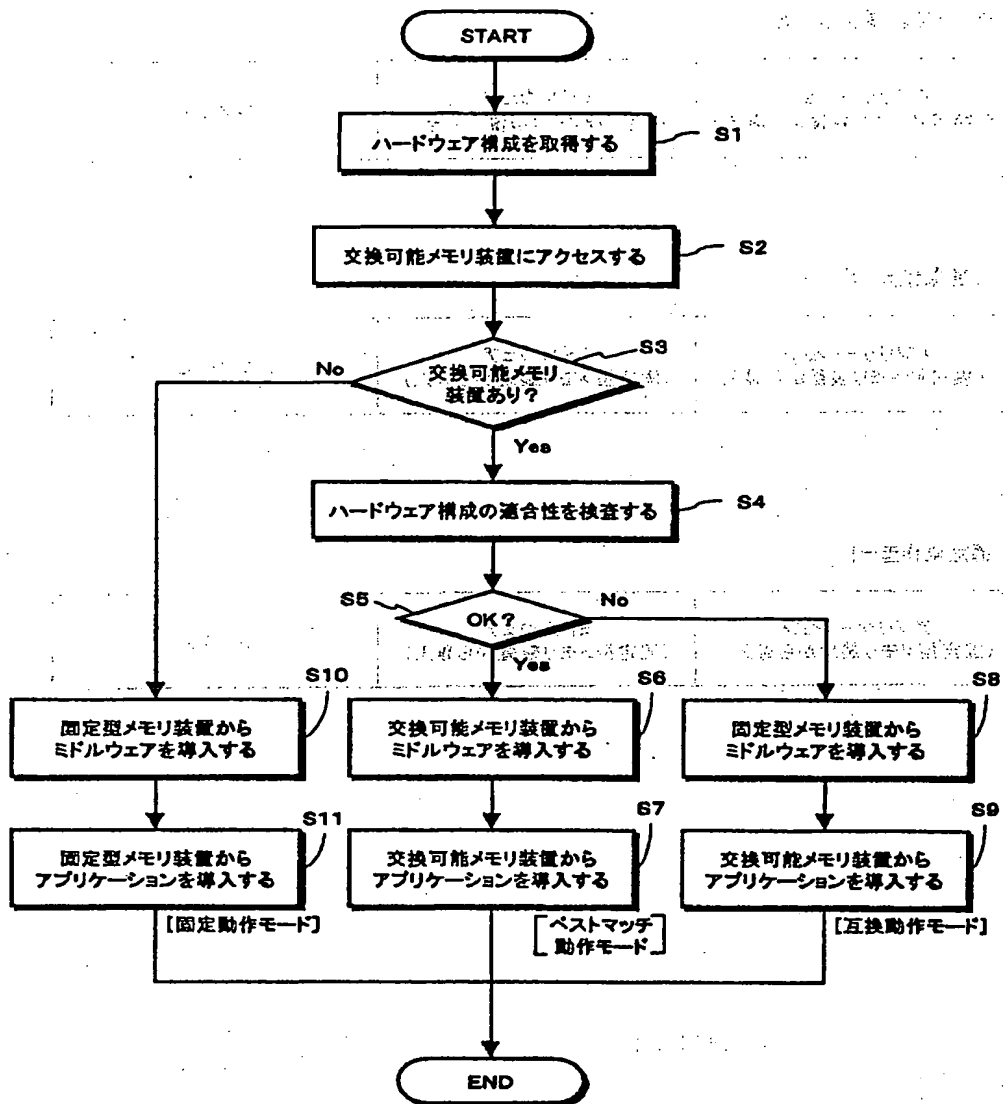 START
ハードウェア構成を取得する
S1
交換可能メモリ装置にアクセスする
S2
S3
No
交換可能メモリ
装置あり?
Yes
ハードウェア構成の適合性を検査する
S4
S5
OK?
No
Yes
S10
固定型メモリ装置から
ミドルウェアを導入する
S6
交換可能メモリ装置から
ミドルウェアを導入する
S8
固定型メモリ装置から
ミドルウェアを導入する
S11
固定型メモリ装置から
アプリケーションを導入する
[固定動作モード]
S7
交換可能メモリ装置から
アプリケーションを導入する
[ベストマッチ
動作モード]
S9
交換可能メモリ装置から
アプリケーションを導入する
[互換動作モード]
END